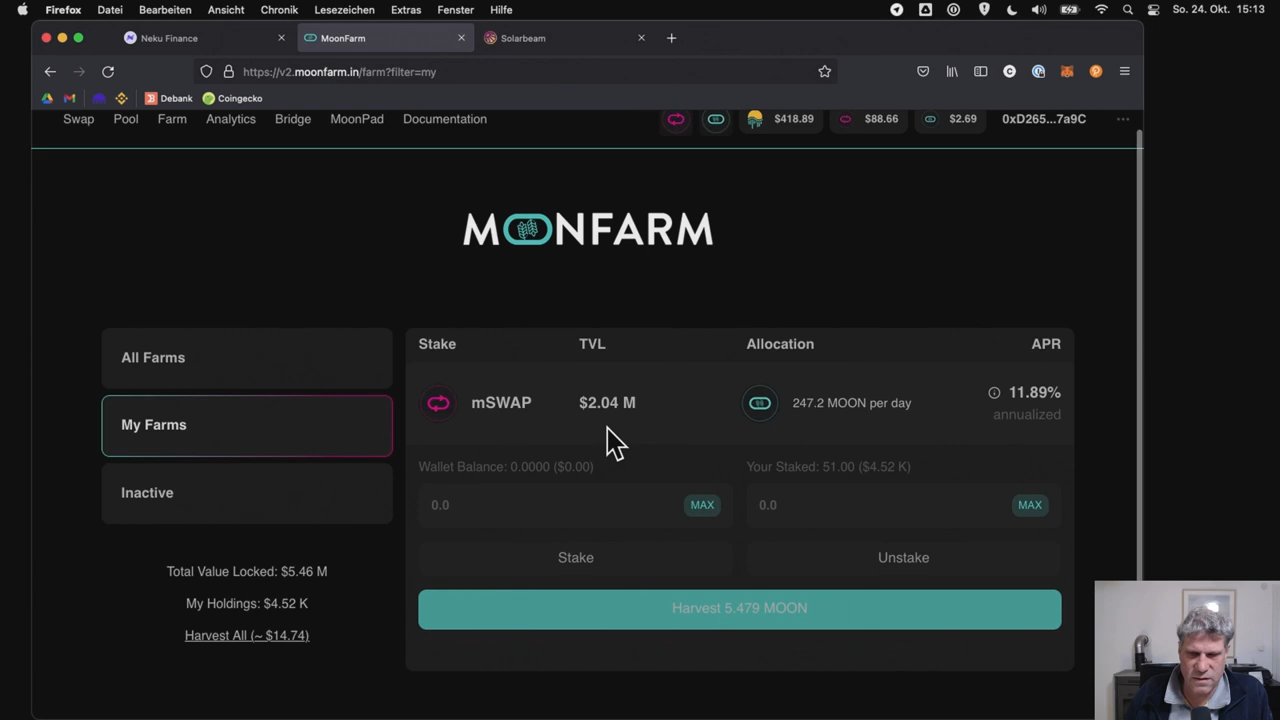 Firefox Datei Bearbeiten Ansicht Chronik Lesezeichen Extras Fenster Hilfe So. 24. Okt. 15:13
Neku Finance MoonFarm Solarbeam
https://v2.moonfarm.in/farm?filter=my
Debank Coingecko
Swap Pool Farm Analytics Bridge MoonPad Documentation $418.89 $88.66 $2.69 0xD265...7a9C
MOONFARM
Stake TVL Allocation APR
All Farms
mSWAP $2.04 M 247.2 MOON per day 11.89%
annualized
My Farms
Wallet Balance: 0.0000 ($0.00) Your Staked: 51.00 ($4.52 K)
Inactive
0.0 MAX 0.0 MAX
Stake Unstake
Total Value Locked: $5.46 M
My Holdings: $4.52 K
Harvest 5.479 MOON
Harvest All (~ $14.74)